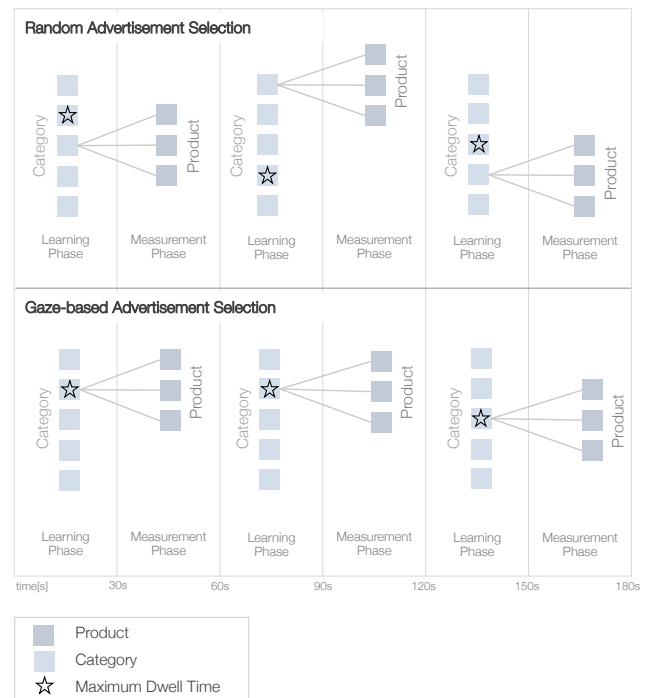 Random Advertisement Selection
Category
Product
Category
Product
Category
Product
Learning
Phase
Measurement
Phase
Learning
Phase
Measurement
Phase
Learning
Phase
Measurement
Phase
Gaze-based Advertisement Selection
Category
Product
Category
Product
Category
Product
Learning
Phase
Measurement
Phase
Learning
Phase
Measurement
Phase
Learning
Phase
Measurement
Phase
time[s] 30s 60s 90s 120s 150s 180s
Product
Category
Maximum Dwell Time